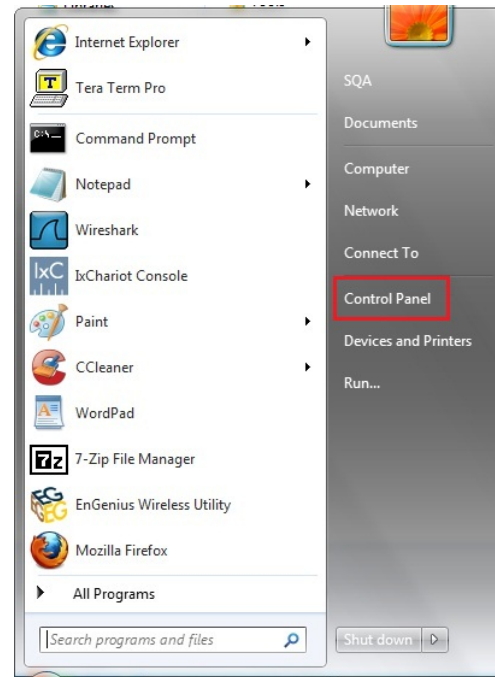 Internet Explorer
Tera Term Pro
Command Prompt
Notepad
Wireshark
IxChariot Console
Paint
CCleaner
WordPad
7-Zip File Manager
EnGenius Wireless Utility
Mozilla Firefox
All Programs
Search programs and files
SQA
Documents
Computer
Network
Connect To
Control Panel
Devices and Printers
Run...
Shut down